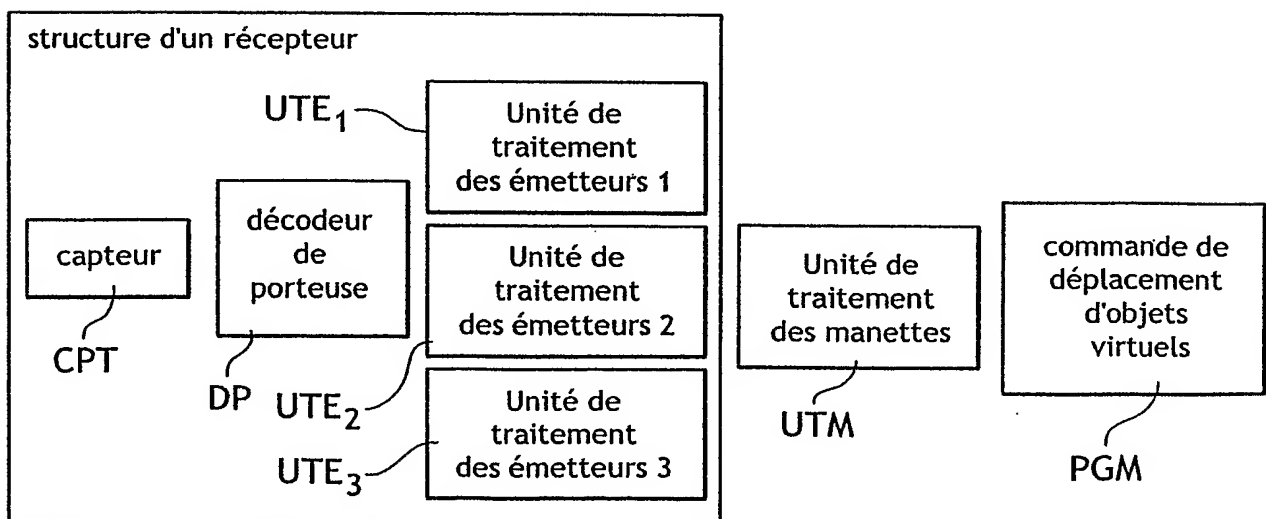 structure d'un récepteur
UTE1
Unité de
traitement
des émetteurs 1
capteur
CPT
décodeur
de
porteuse
DP
UTE2
Unité de
traitement
des émetteurs 2
UTE3
Unité de
traitement
des émetteurs 3
Unité de
traitement
des manettes
UTM
commande de
déplacement
d'objets
virtuels
PGM